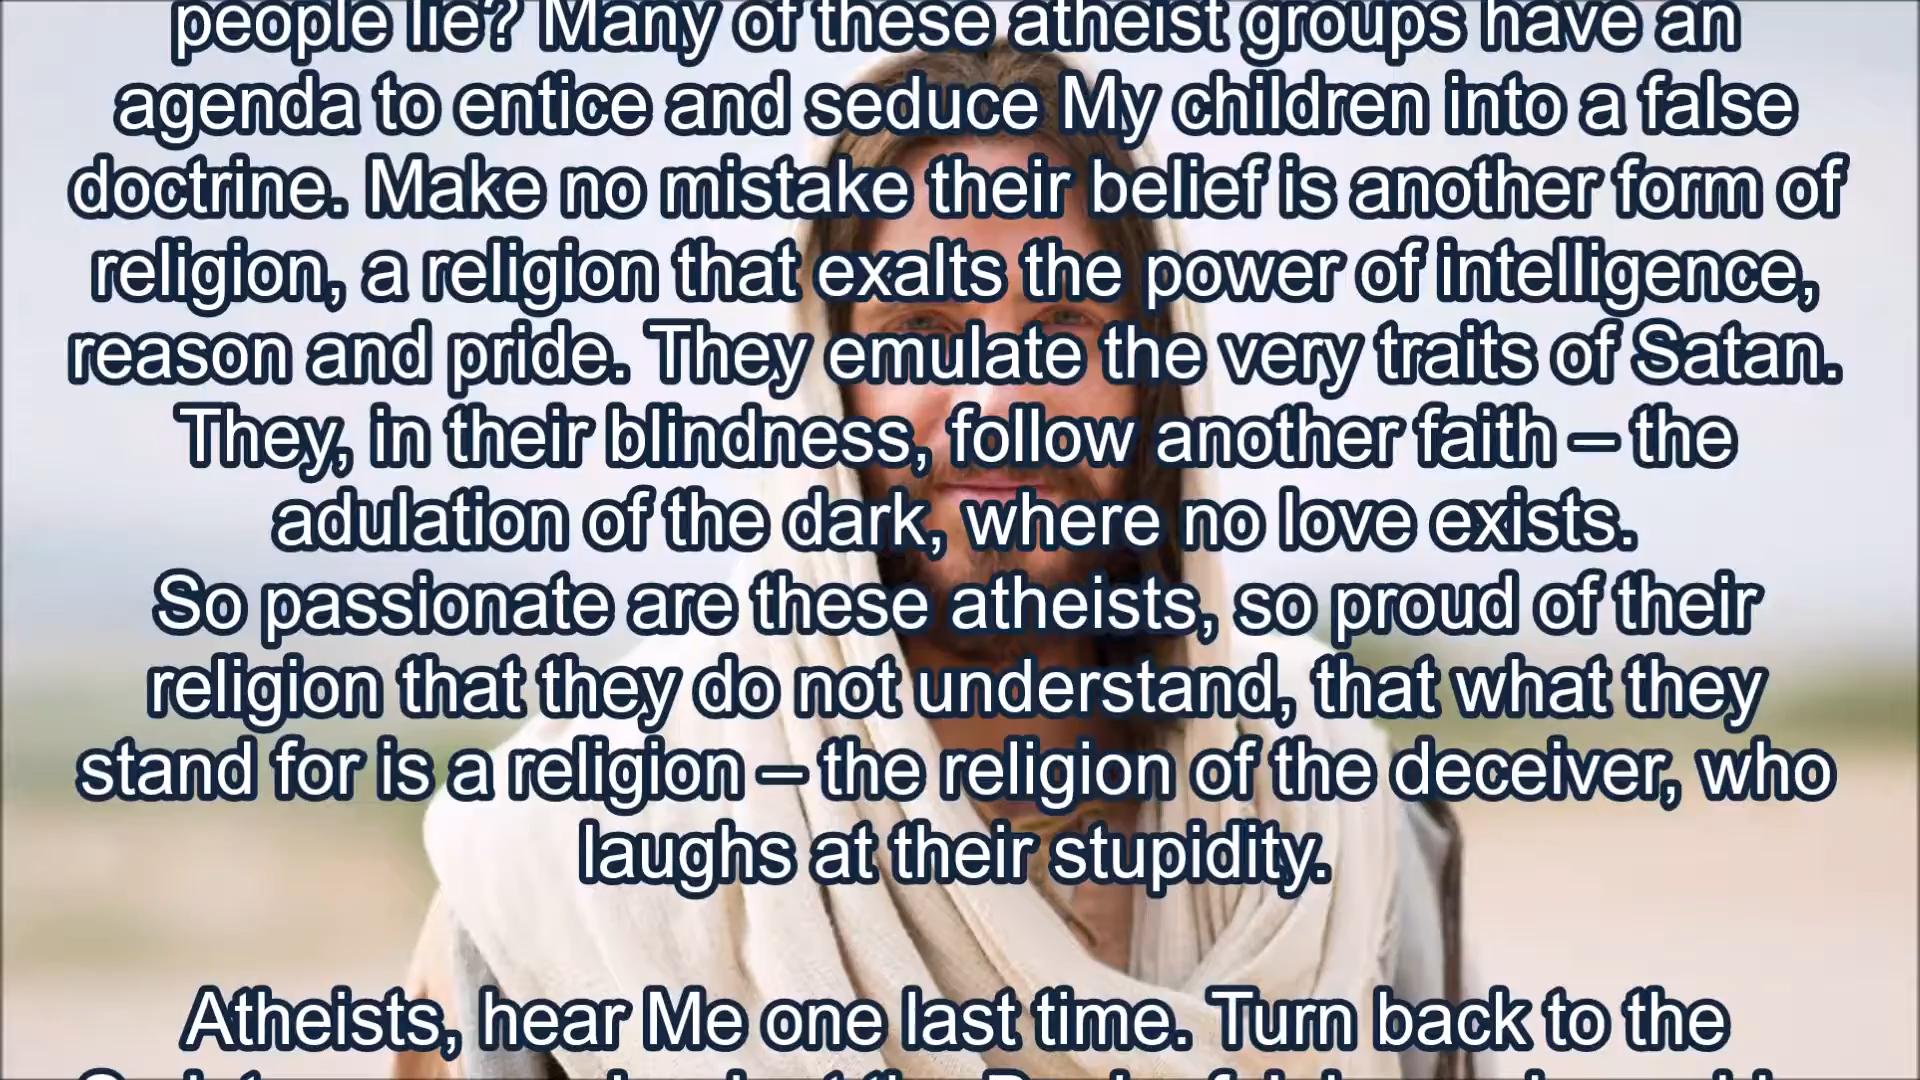 people lie? Many of these atheist groups have an
agenda to entice and seduce My children into a false
doctrine. Make no mistake their belief is another form of
religion, a religion that exalts the power of intelligence,
reason and pride. They emulate the very traits of Satan.
They, in their blindness, follow another faith – the
adulation of the dark, where no love exists.
So passionate are these atheists, so proud of their
religion that they do not understand, that what they
stand for is a religion – the religion of the deceiver, who
laughs at their stupidity.
Atheists, hear Me one last time. Turn back to the